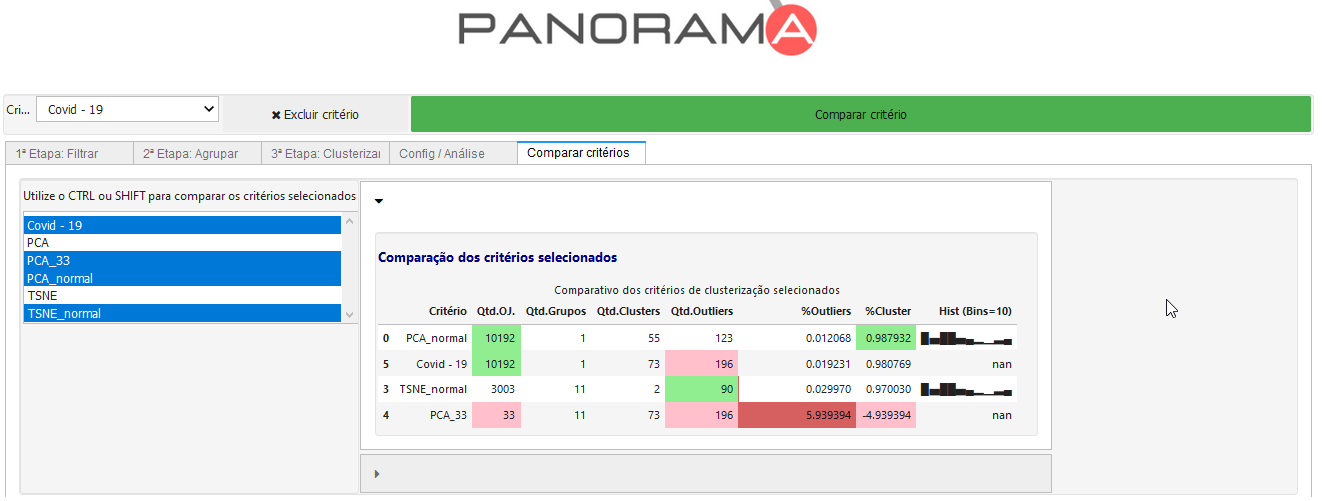 PANORAMA
Cri... Covid - 19 ✖ Excluir critério Comparar critério
1ª Etapa: Filtrar 2ª Etapa: Agrupar 3ª Etapa: Clusterizar Config / Análise Comparar critérios
Utilize o CTRL ou SHIFT para comparar os critérios selecionados
Covid - 19
PCA
PCA_33
PCA_normal
TSNE
TSNE_normal
Comparação dos critérios selecionados
Comparativo dos critérios de clusterização selecionados
Critério Qtd.OJ. Qtd.Grupos Qtd.Clusters Qtd.Outliers %Outliers %Cluster Hist (Bins=10)
0 PCA_normal 10192 1 55 123 0.012068 0.987932
5 Covid - 19 10192 1 73 196 0.019231 0.980769 nan
3 TSNE_normal 3003 11 2 90 0.029970 0.970030
4 PCA_33 33 11 73 196 5.939394 -4.939394 nan